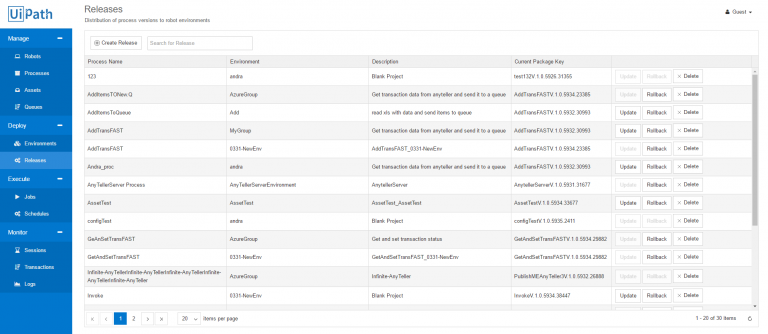 UiPath
Releases
Distribution of process versions to robot environments
Guest
Manage
Robots
Processes
Assets
Queues
Deploy
Environments
Releases
Execute
Jobs
Schedules
Monitor
Sessions
Transactions
Logs
Create Release Search for Release
Process Name Environment Description Current Package Key
123 andra Blank Project test132V.1.0.5926.31355 Update Rollback Delete
AddItemsTONew.Q AzureGroup Get transaction data from anyteller and send it to a queue AddTransFASTV.1.0.5934.23385 Update Rollback Delete
AddItemsToQueue Add read xls with data and send items to queue AddTransFASTV.1.0.5932.30993 Update Rollback Delete
AddTransFAST MyGroup Get transaction data from anyteller and send it to a queue AddTransFASTV.1.0.5932.30993 Update Rollback Delete
AddTransFAST 0331-NewEnv AddTransFAST_0331-NewEnv AddTransFASTV.1.0.5934.23385 Update Rollback Delete
Andra_proc andra Get transaction data from anyteller and send it to a queue AddTransFASTV.1.0.5932.30993 Update Rollback Delete
AnyTellerServer Process AnyTellerServerEnvironment AnytellerServer AnytellerServerV.1.0.5931.31677 Update Rollback Delete
AssetTest AssetTest AssetTest_AssetTest AssetTestV.1.0.5934.33677 Update Rollback Delete
configTest andra Blank Project configTestV.1.0.5935.2411 Update Rollback Delete
GeAnSetTransFAST AzureGroup Get and set transaction status GetAndSetTransFASTV.1.0.5934.29882 Update Rollback Delete
GetAndSetTransFAST 0331-NewEnv GetAndSetTransFAST_0331-NewEnv GetAndSetTransFASTV.1.0.5934.29882 Update Rollback Delete
Infinite-AnyTellerInfinite-AnyTellerInfinite-AnyTellerInfinite-
AnyTellerInfinite-AnyTeller AzureGroup Infinite-AnyTeller PublishMEAnyTeller3V.1.0.5932.26888 Update Rollback Delete
Invoke 0331-NewEnv Blank Project InvokeV.1.0.5934.38447 Update Rollback Delete
1 2 20 items per page 1 - 20 of 30 items